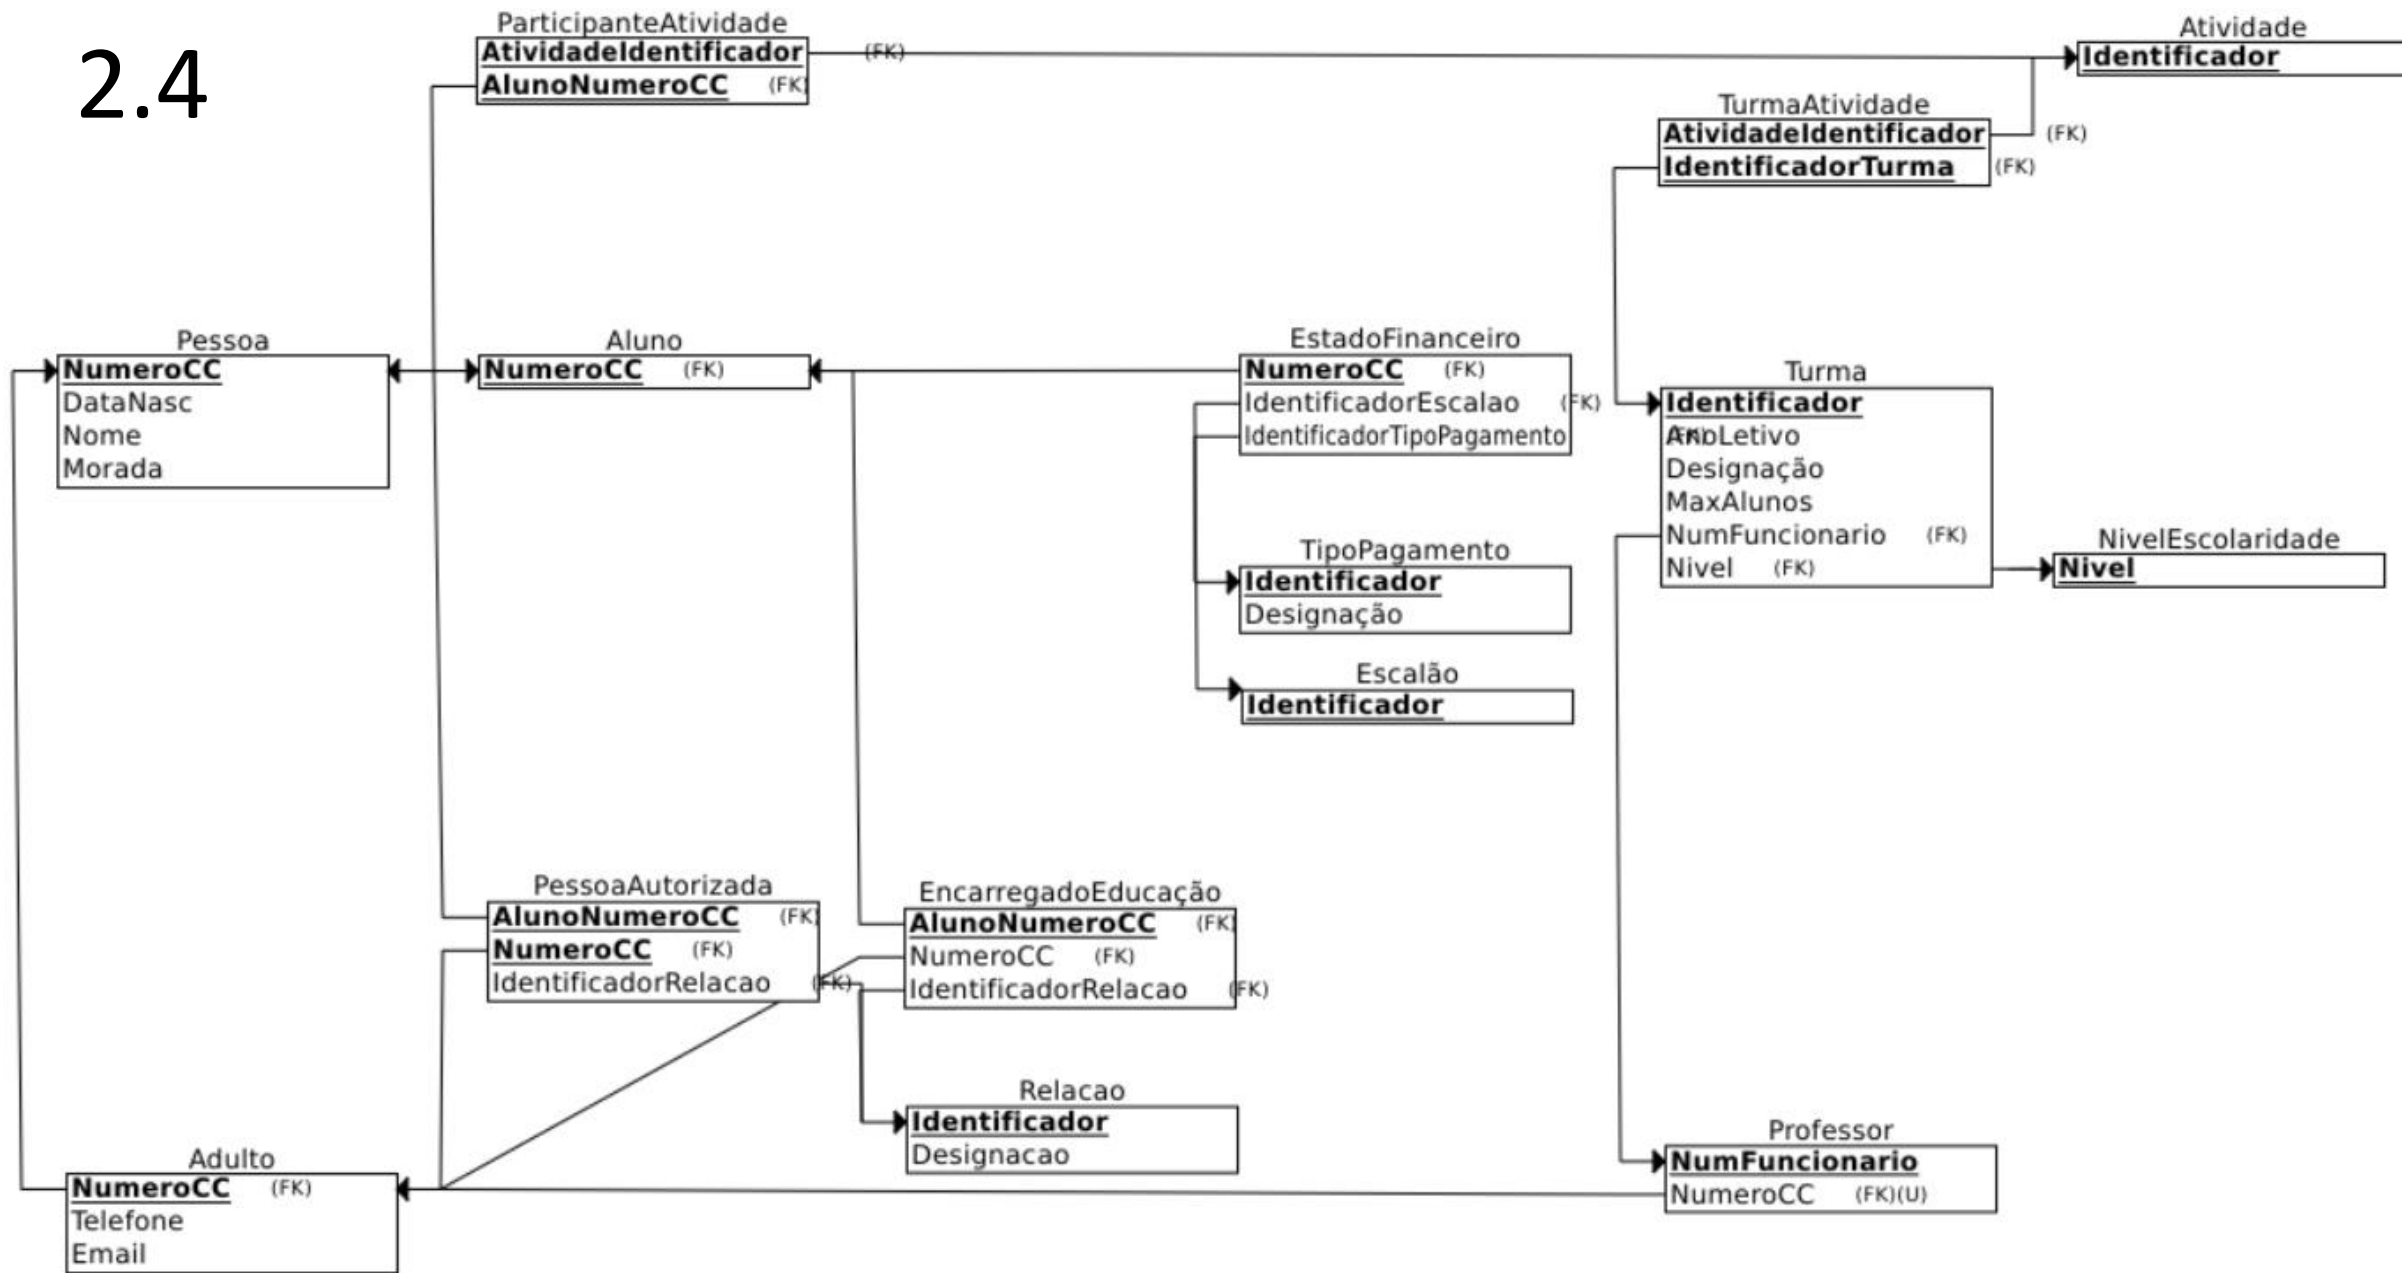 2.4
ParticipanteAtividade
AtividadeIdentificador (FK)
AlunoNumeroCC (FK)
Atividade
Identificador
TurmaAtividade
AtividadeIdentificador (FK)
IdentificadorTurma (FK)
Pessoa
NumeroCC
DataNasc
Nome
Morada
Aluno
NumeroCC (FK)
EstadoFinanceiro
NumeroCC (FK)
IdentificadorEscalao (FK)
IdentificadorTipoPagamento (FK)
Turma
Identificador
AnoLetivo
Designação
MaxAlunos
NumFuncionario (FK)
Nivel (FK)
NivelEscolaridade
Nivel
TipoPagamento
Identificador
Designação
Escalão
Identificador
PessoaAutorizada
AlunoNumeroCC (FK)
NumeroCC (FK)
IdentificadorRelacao (FK)
EncarregadoEducação
AlunoNumeroCC (FK)
NumeroCC (FK)
IdentificadorRelacao (FK)
Relacao
Identificador
Designacao
Adulto
NumeroCC (FK)
Telefone
Email
Professor
NumFuncionario
NumeroCC (FK)(U)